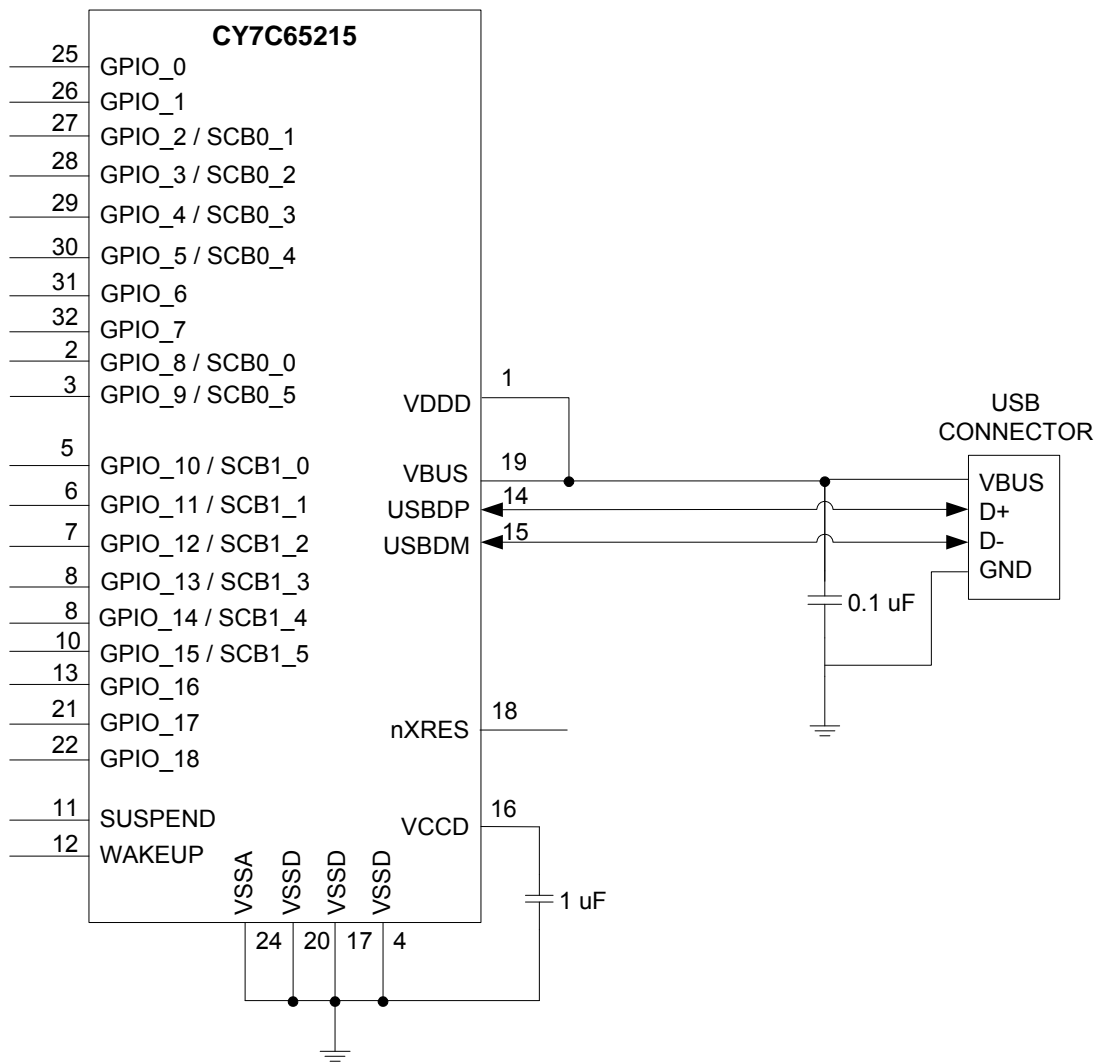 CY7C65215
25 GPIO_0
26 GPIO_1
27 GPIO_2 / SCB0_1
28 GPIO_3 / SCB0_2
29 GPIO_4 / SCB0_3
30 GPIO_5 / SCB0_4
31 GPIO_6
32 GPIO_7
2 GPIO_8 / SCB0_0
3 GPIO_9 / SCB0_5
5 GPIO_10 / SCB1_0
6 GPIO_11 / SCB1_1
7 GPIO_12 / SCB1_2
8 GPIO_13 / SCB1_3
8 GPIO_14 / SCB1_4
10 GPIO_15 / SCB1_5
13 GPIO_16
21 GPIO_17
22 GPIO_18
11 SUSPEND
12 WAKEUP
VDDD 1
VBUS 19
USBDP 14
USBDM 15
nXRES 18
VCCD 16
VSSA
VSSD
VSSD
VSSD
24 20 17 4
1 uF
0.1 uF
USB
CONNECTOR
VBUS
D+
D-
GND